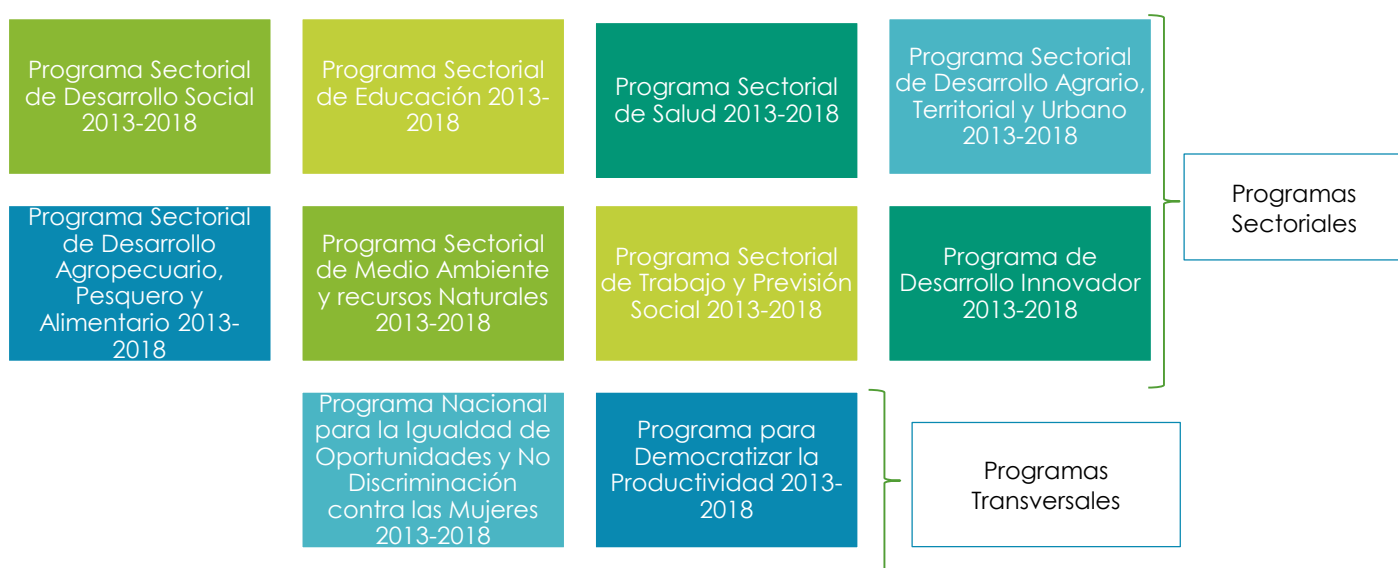 Programa Sectorial
de Desarrollo Social
2013-2018
Programa Sectorial
de Educación 2013-
2018
Programa Sectorial
de Salud 2013-2018
Programa Sectorial
de Desarrollo Agrario,
Territorial y Urbano
2013-2018
Programas
Sectoriales
Programa Sectorial
de Desarrollo
Agropecuario,
Pesquero y
Alimentario 2013-
2018
Programa Sectorial
de Medio Ambiente
y recursos Naturales
2013-2018
Programa Sectorial
de Trabajo y Previsión
Social 2013-2018
Programa de
Desarrollo Innovador
2013-2018
Programa Nacional
para la Igualdad de
Oportunidades y No
Discriminación
contra las Mujeres
2013-2018
Programa para
Democratizar la
Productividad 2013-
2018
Programas
Transversales